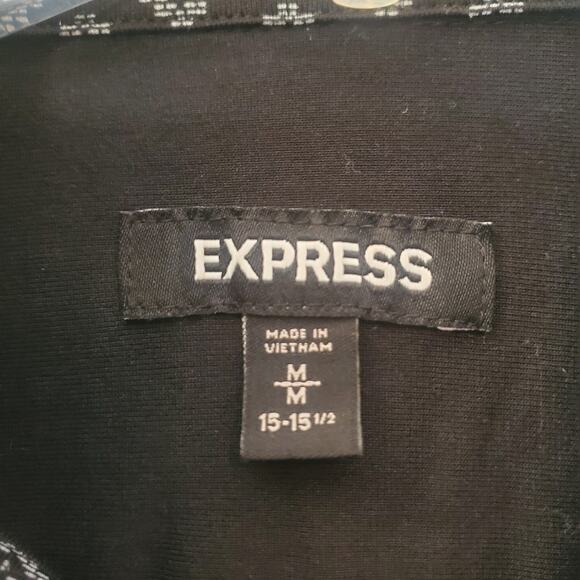 EXPRESS
MADE IN
VIETNAM
M
M
15-15 1/2